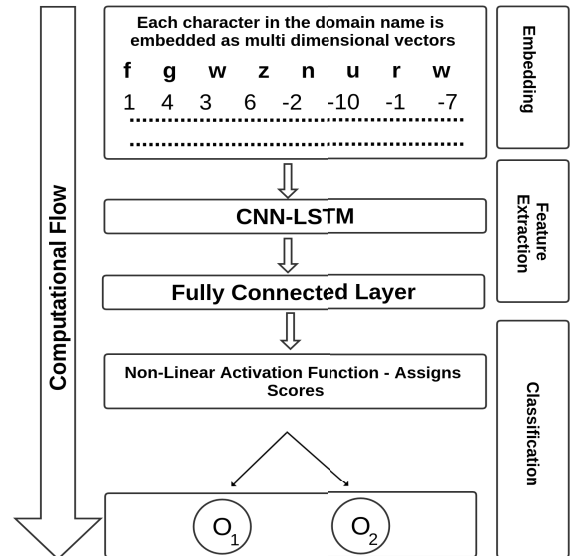 Each character in the domain name is
embedded as multi dimensional vectors
f g w z n u r w
1 4 3 6 -2 -10 -1 -7
CNN-LSTM
Fully Connected Layer
Non-Linear Activation Function - Assigns
Scores
O1 O2
Computational Flow
Embedding
Feature
Extraction
Classification